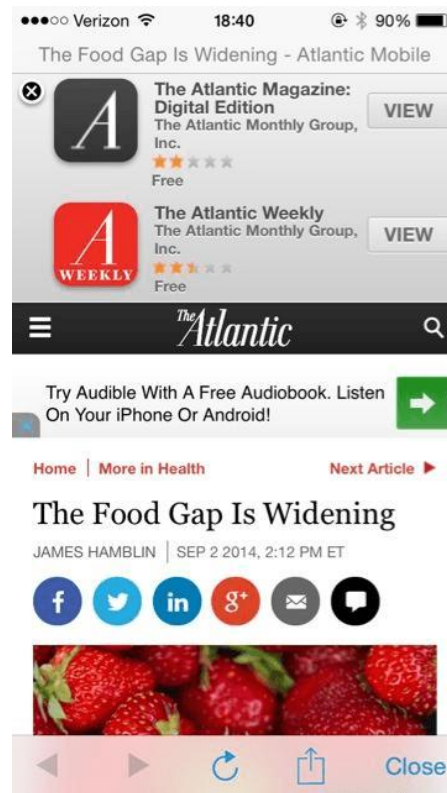 Verizon 18:40 90%
The Food Gap Is Widening - Atlantic Mobile
The Atlantic Magazine:
Digital Edition
The Atlantic Monthly Group,
Inc.
Free
VIEW
A
The Atlantic Weekly
The Atlantic Monthly Group,
Inc.
Free
VIEW
A
WEEKLY
The Atlantic
Try Audible With A Free Audiobook. Listen
On Your iPhone Or Android!
Home | More in Health Next Article
The Food Gap Is Widening
JAMES HAMBLIN | SEP 2 2014, 2:12 PM ET
f in g+
Close